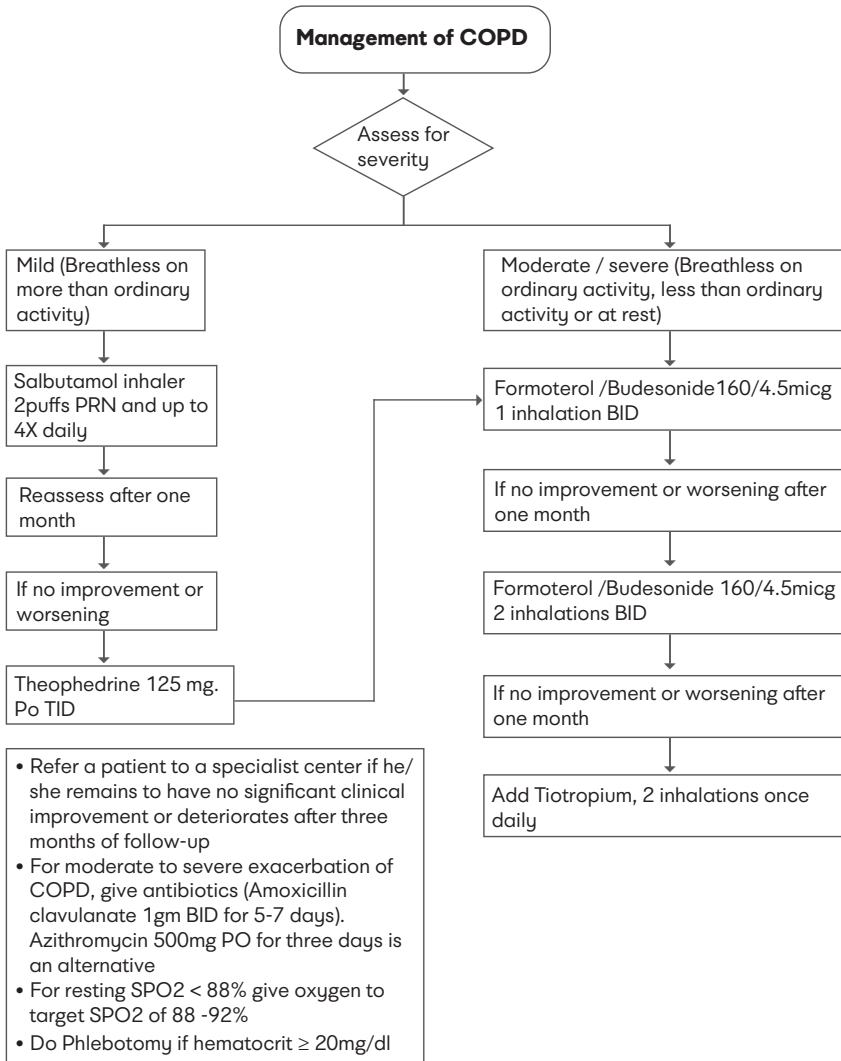 Management of COPD
Assess for
severity
Mild (Breathless on
more than ordinary
activity)
Salbutamol inhaler
2puffs PRN and up to
4X daily
Reassess after one
month
If no improvement or
worsening
Theophedrine 125 mg.
Po TID
Moderate / severe (Breathless on
ordinary activity, less than ordinary
activity or at rest)
Formoterol /Budesonide160/4.5micg
1 inhalation BID
If no improvement or worsening after
one month
Formoterol /Budesonide 160/4.5micg
2 inhalations BID
If no improvement or worsening after
one month
Add Tiotropium, 2 inhalations once
daily
• Refer a patient to a specialist center if he/
she remains to have no significant clinical
improvement or deteriorates after three
months of follow-up
• For moderate to severe exacerbation of
COPD, give antibiotics (Amoxicillin
clavulanate 1gm BID for 5-7 days).
Azithromycin 500mg PO for three days is
an alternative
• For resting SPO2 < 88% give oxygen to
target SPO2 of 88 -92%
• Do Phlebotomy if hematocrit ≥ 20mg/dl